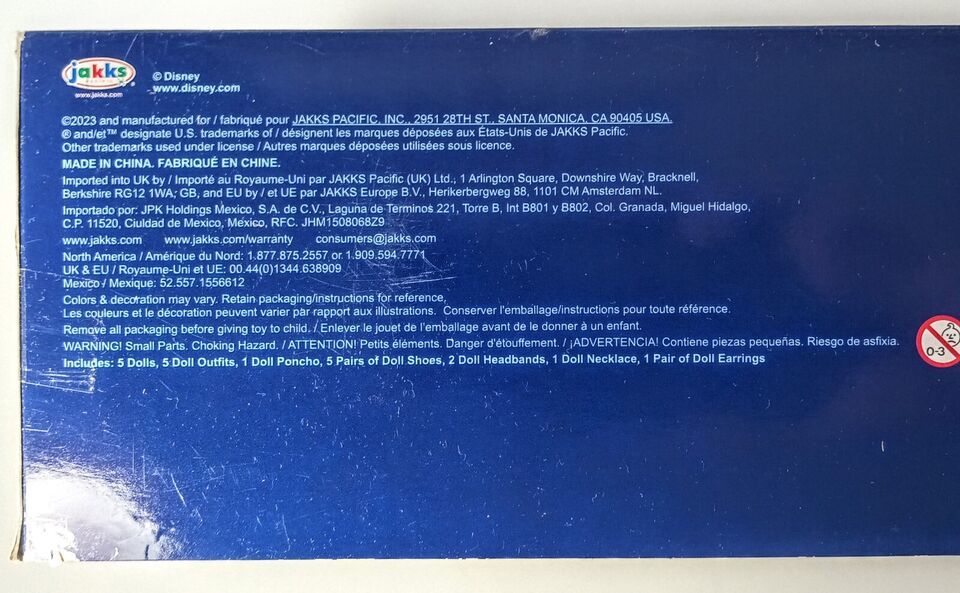 jakks
PACIFIC
www.jakks.com
© Disney
www.disney.com
©2023 and manufactured for / fabriqué pour JAKKS PACIFIC, INC., 2951 28TH ST., SANTA MONICA, CA 90405 USA.
® and/et™ designate U.S. trademarks of / désignent les marques déposées aux États-Unis de JAKKS Pacific.
Other trademarks used under license / Autres marques déposées utilisées sous licence.
MADE IN CHINA. FABRIQUÉ EN CHINE.
Imported into UK by / Importé au Royaume-Uni par JAKKS Pacific (UK) Ltd., 1 Arlington Square, Downshire Way, Bracknell,
Berkshire RG12 1WA, GB, and EU by / et UE par JAKKS Europe B.V., Herikerbergweg 88, 1101 CM Amsterdam NL.
Importado por: JPK Holdings Mexico, S.A. de C.V., Laguna de Terminos 221, Torre B, Int B801 y B802, Col. Granada, Miguel Hidalgo,
C.P. 11520, Ciuldad de Mexico, México, RFC. JHM1508068Z9
www.jakks.com www.jakks.com/warranty consumers@jakks.com
North America / Amérique du Nord: 1.877.875.2557 or 1.909.594.7771
UK & EU / Royaume-Uni et UE: 00.44(0)1344.638909
Mexico / Mexique: 52.557.1556612
Colors & decoration may vary. Retain packaging/instructions for reference.
Les couleurs et le décoration peuvent varier par rapport aux illustrations. Conserver l'emballage/instructions pour toute référence.
Remove all packaging before giving toy to child. / Enlever le jouet de l'emballage avant de le donner à un enfant.
WARNING! Small Parts. Choking Hazard. / ATTENTION! Petits éléments. Danger d'étouffement. / ¡ADVERTENCIA! Contiene piezas pequeñas. Riesgo de asfixia.
Includes: 5 Dolls, 5 Doll Outfits, 1 Doll Poncho, 5 Pairs of Doll Shoes, 2 Doll Headbands, 1 Doll Necklace, 1 Pair of Doll Earrings
0-3